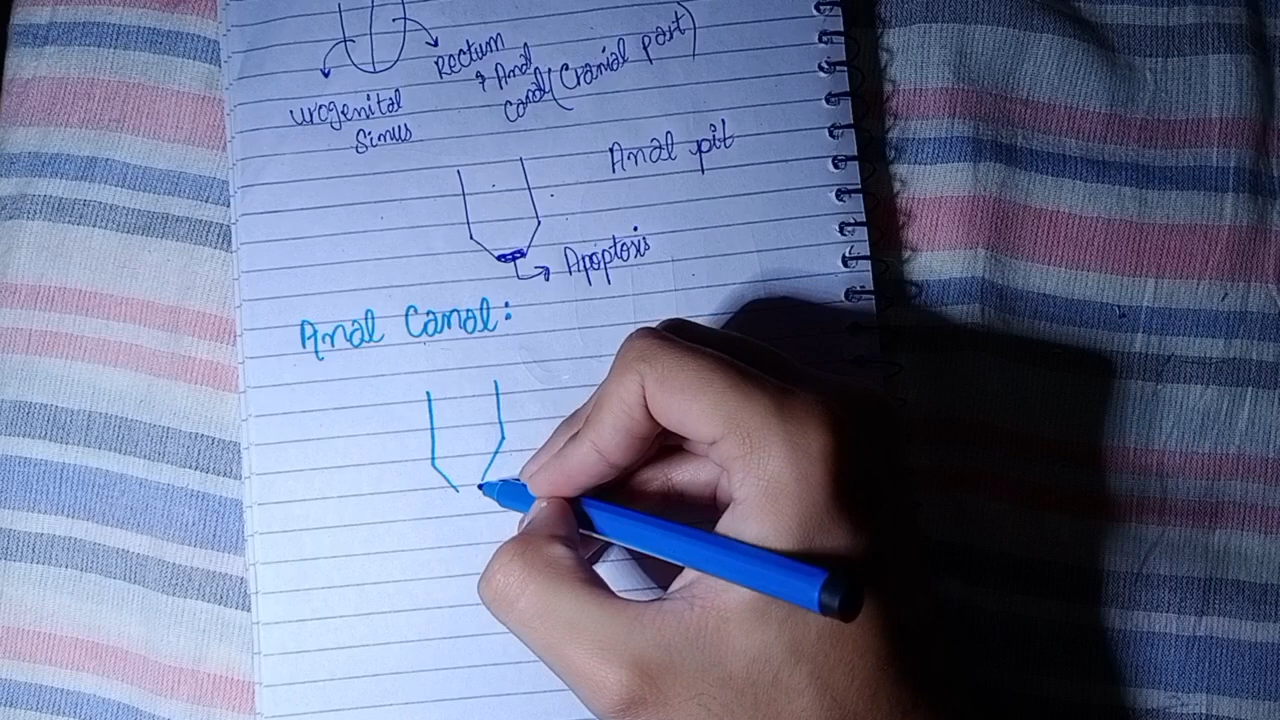 Rectum
& Anal
canal (Cranial part)
urogenital
Sinus
Anal pit
Apoptosis
Anal Canal: